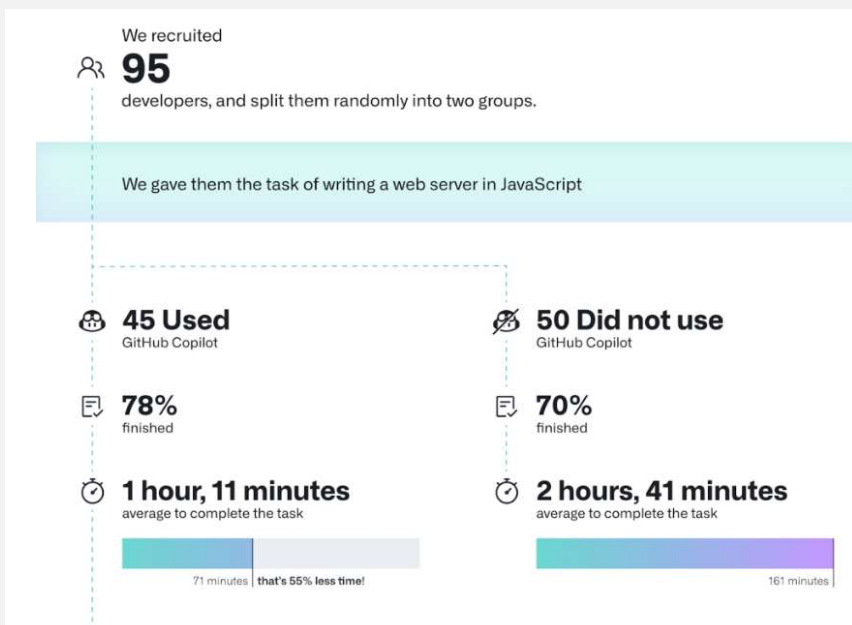 We recruited
95
developers, and split them randomly into two groups.
We gave them the task of writing a web server in JavaScript
45 Used
GitHub Copilot
78%
finished
1 hour, 11 minutes
average to complete the task
71 minutes that's 55% less time!
50 Did not use
GitHub Copilot
70%
finished
2 hours, 41 minutes
average to complete the task
161 minutes